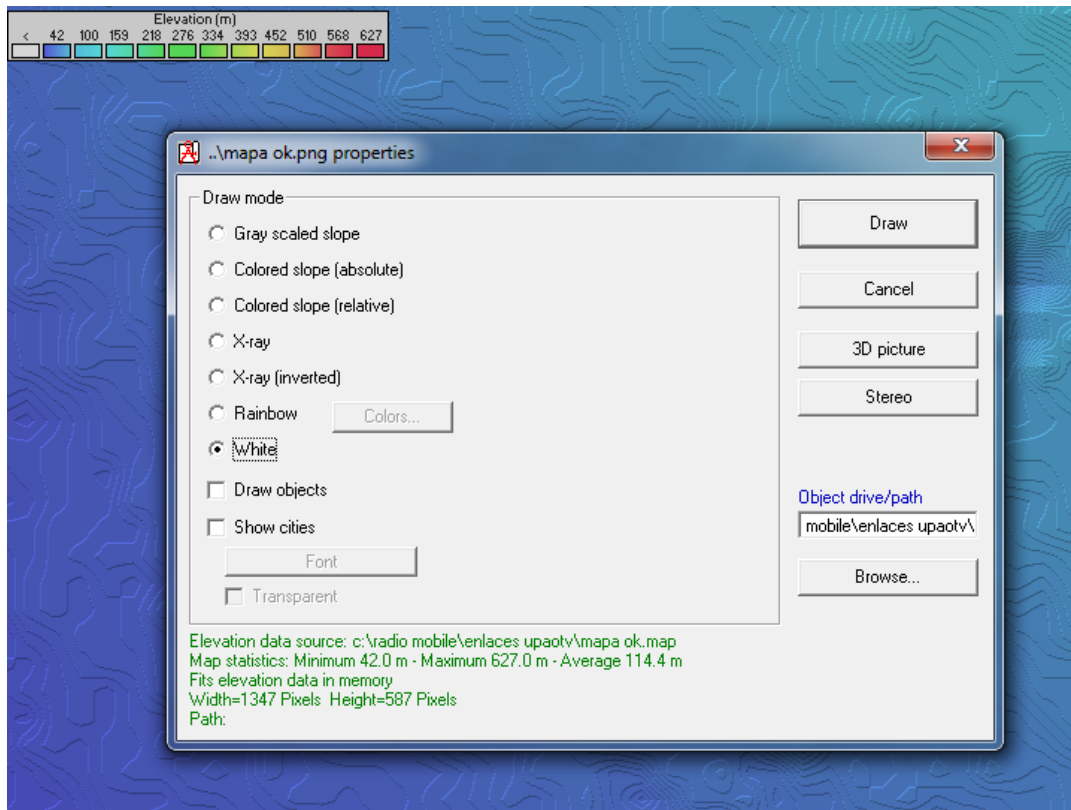 Elevation (m)
< 42 100 159 218 276 334 393 452 510 568 627
..\mapa ok.png properties
Draw mode
Gray scaled slope
Colored slope (absolute)
Colored slope (relative)
X-ray
X-ray (inverted)
Rainbow
Colors...
White
Draw objects
Show cities
Font
Transparent
Draw
Cancel
3D picture
Stereo
Object drive/path
mobile\enlaces upaotv\
Browse...
Elevation data source: c:\radio mobile\enlaces upaotv\mapa ok.map
Map statistics: Minimum 42.0 m - Maximum 627.0 m - Average 114.4 m
Fits elevation data in memory
Width=1347 Pixels Height=587 Pixels
Path: